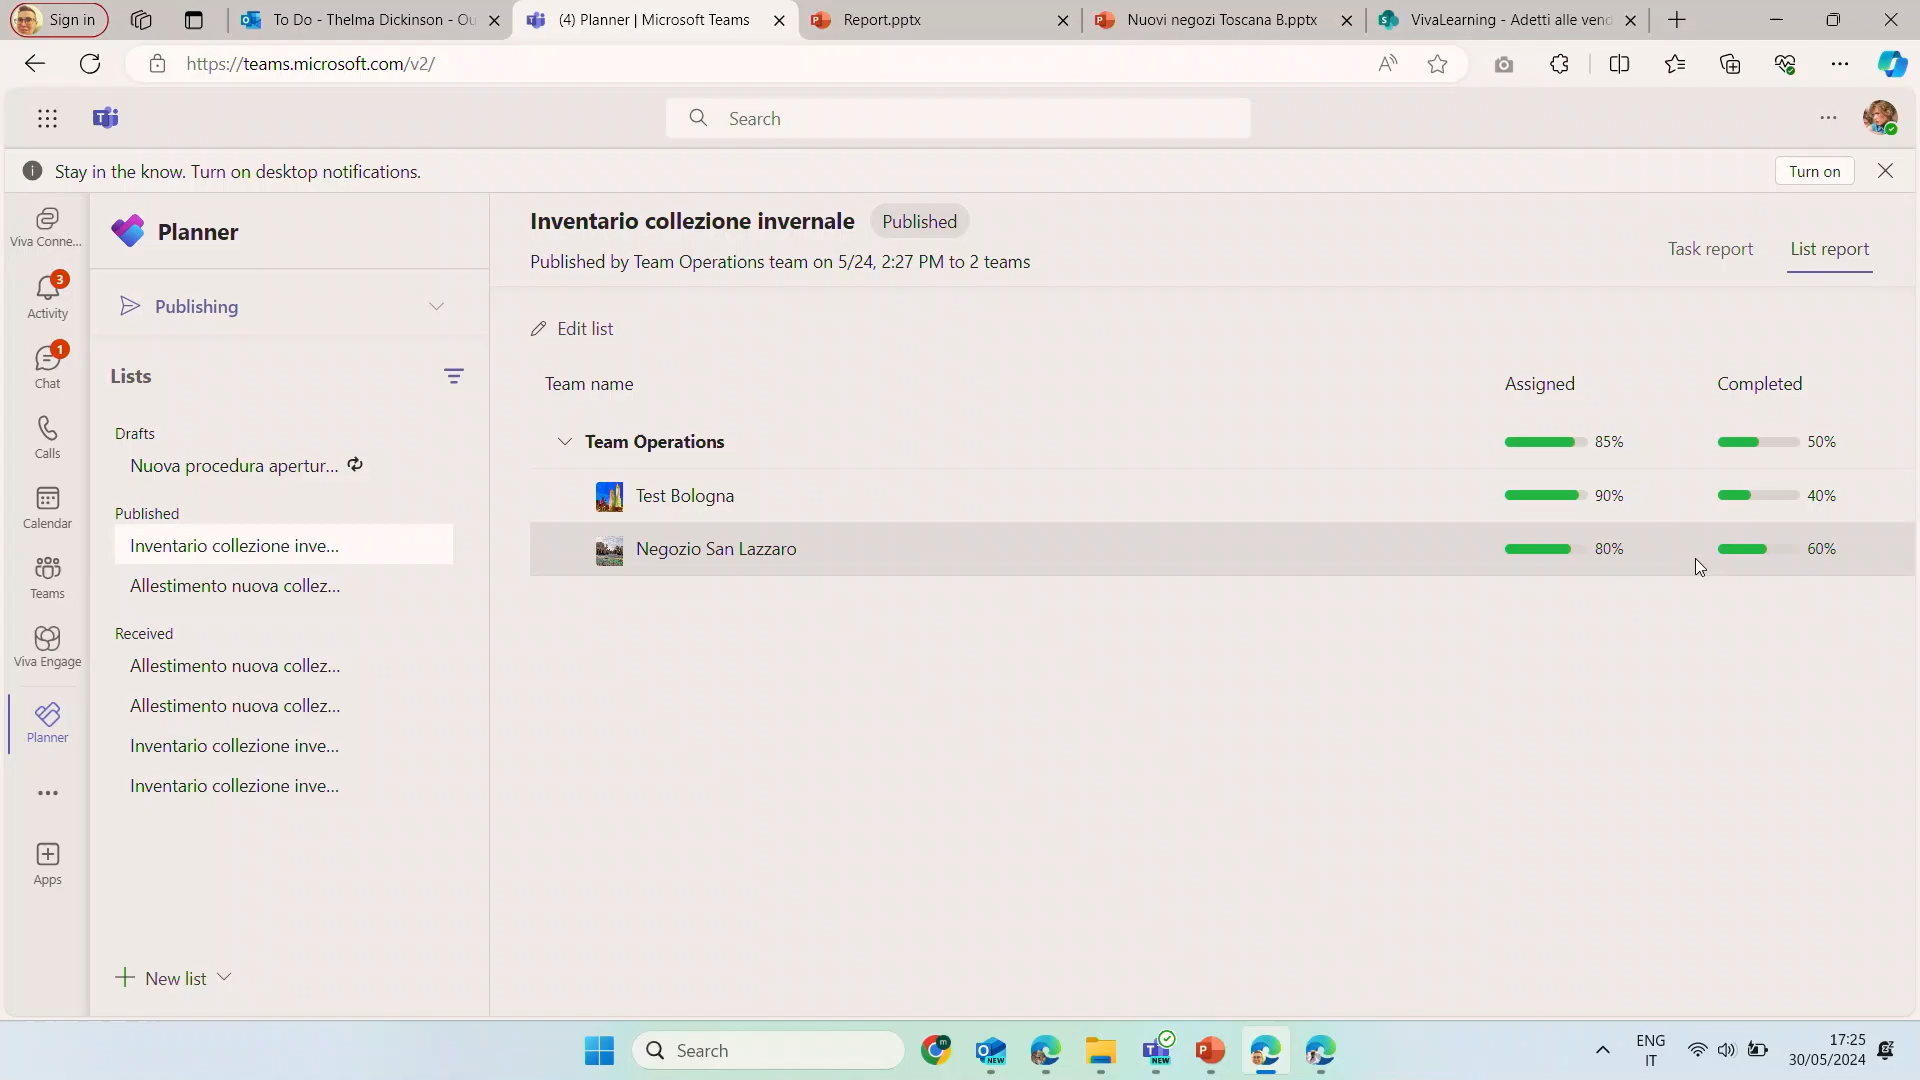 Sign in
To Do - Thelma Dickinson - Ou
(4) Planner | Microsoft Teams
Report.pptx
Nuovi negozi Toscana B.pptx
VivaLearning - Adetti alle vend
https://teams.microsoft.com/v2/
Search
Stay in the know. Turn on desktop notifications.
Turn on
Viva Conne...
3
Activity
1
Chat
Calls
Calendar
Teams
Viva Engage
Planner
Apps
Planner
Publishing
Lists
Drafts
Nuova procedura apertur...
Published
Inventario collezione inve...
Allestimento nuova collez...
Received
Allestimento nuova collez...
Allestimento nuova collez...
Inventario collezione inve...
Inventario collezione inve...
New list
Inventario collezione invernale
Published
Published by Team Operations team on 5/24, 2:27 PM to 2 teams
Task report
List report
Edit list
Team name
Assigned
Completed
Team Operations
85%
50%
Test Bologna
90%
40%
Negozio San Lazzaro
80%
60%
Search
m
NEW
NEW
ENG
IT
17:25
30/05/2024